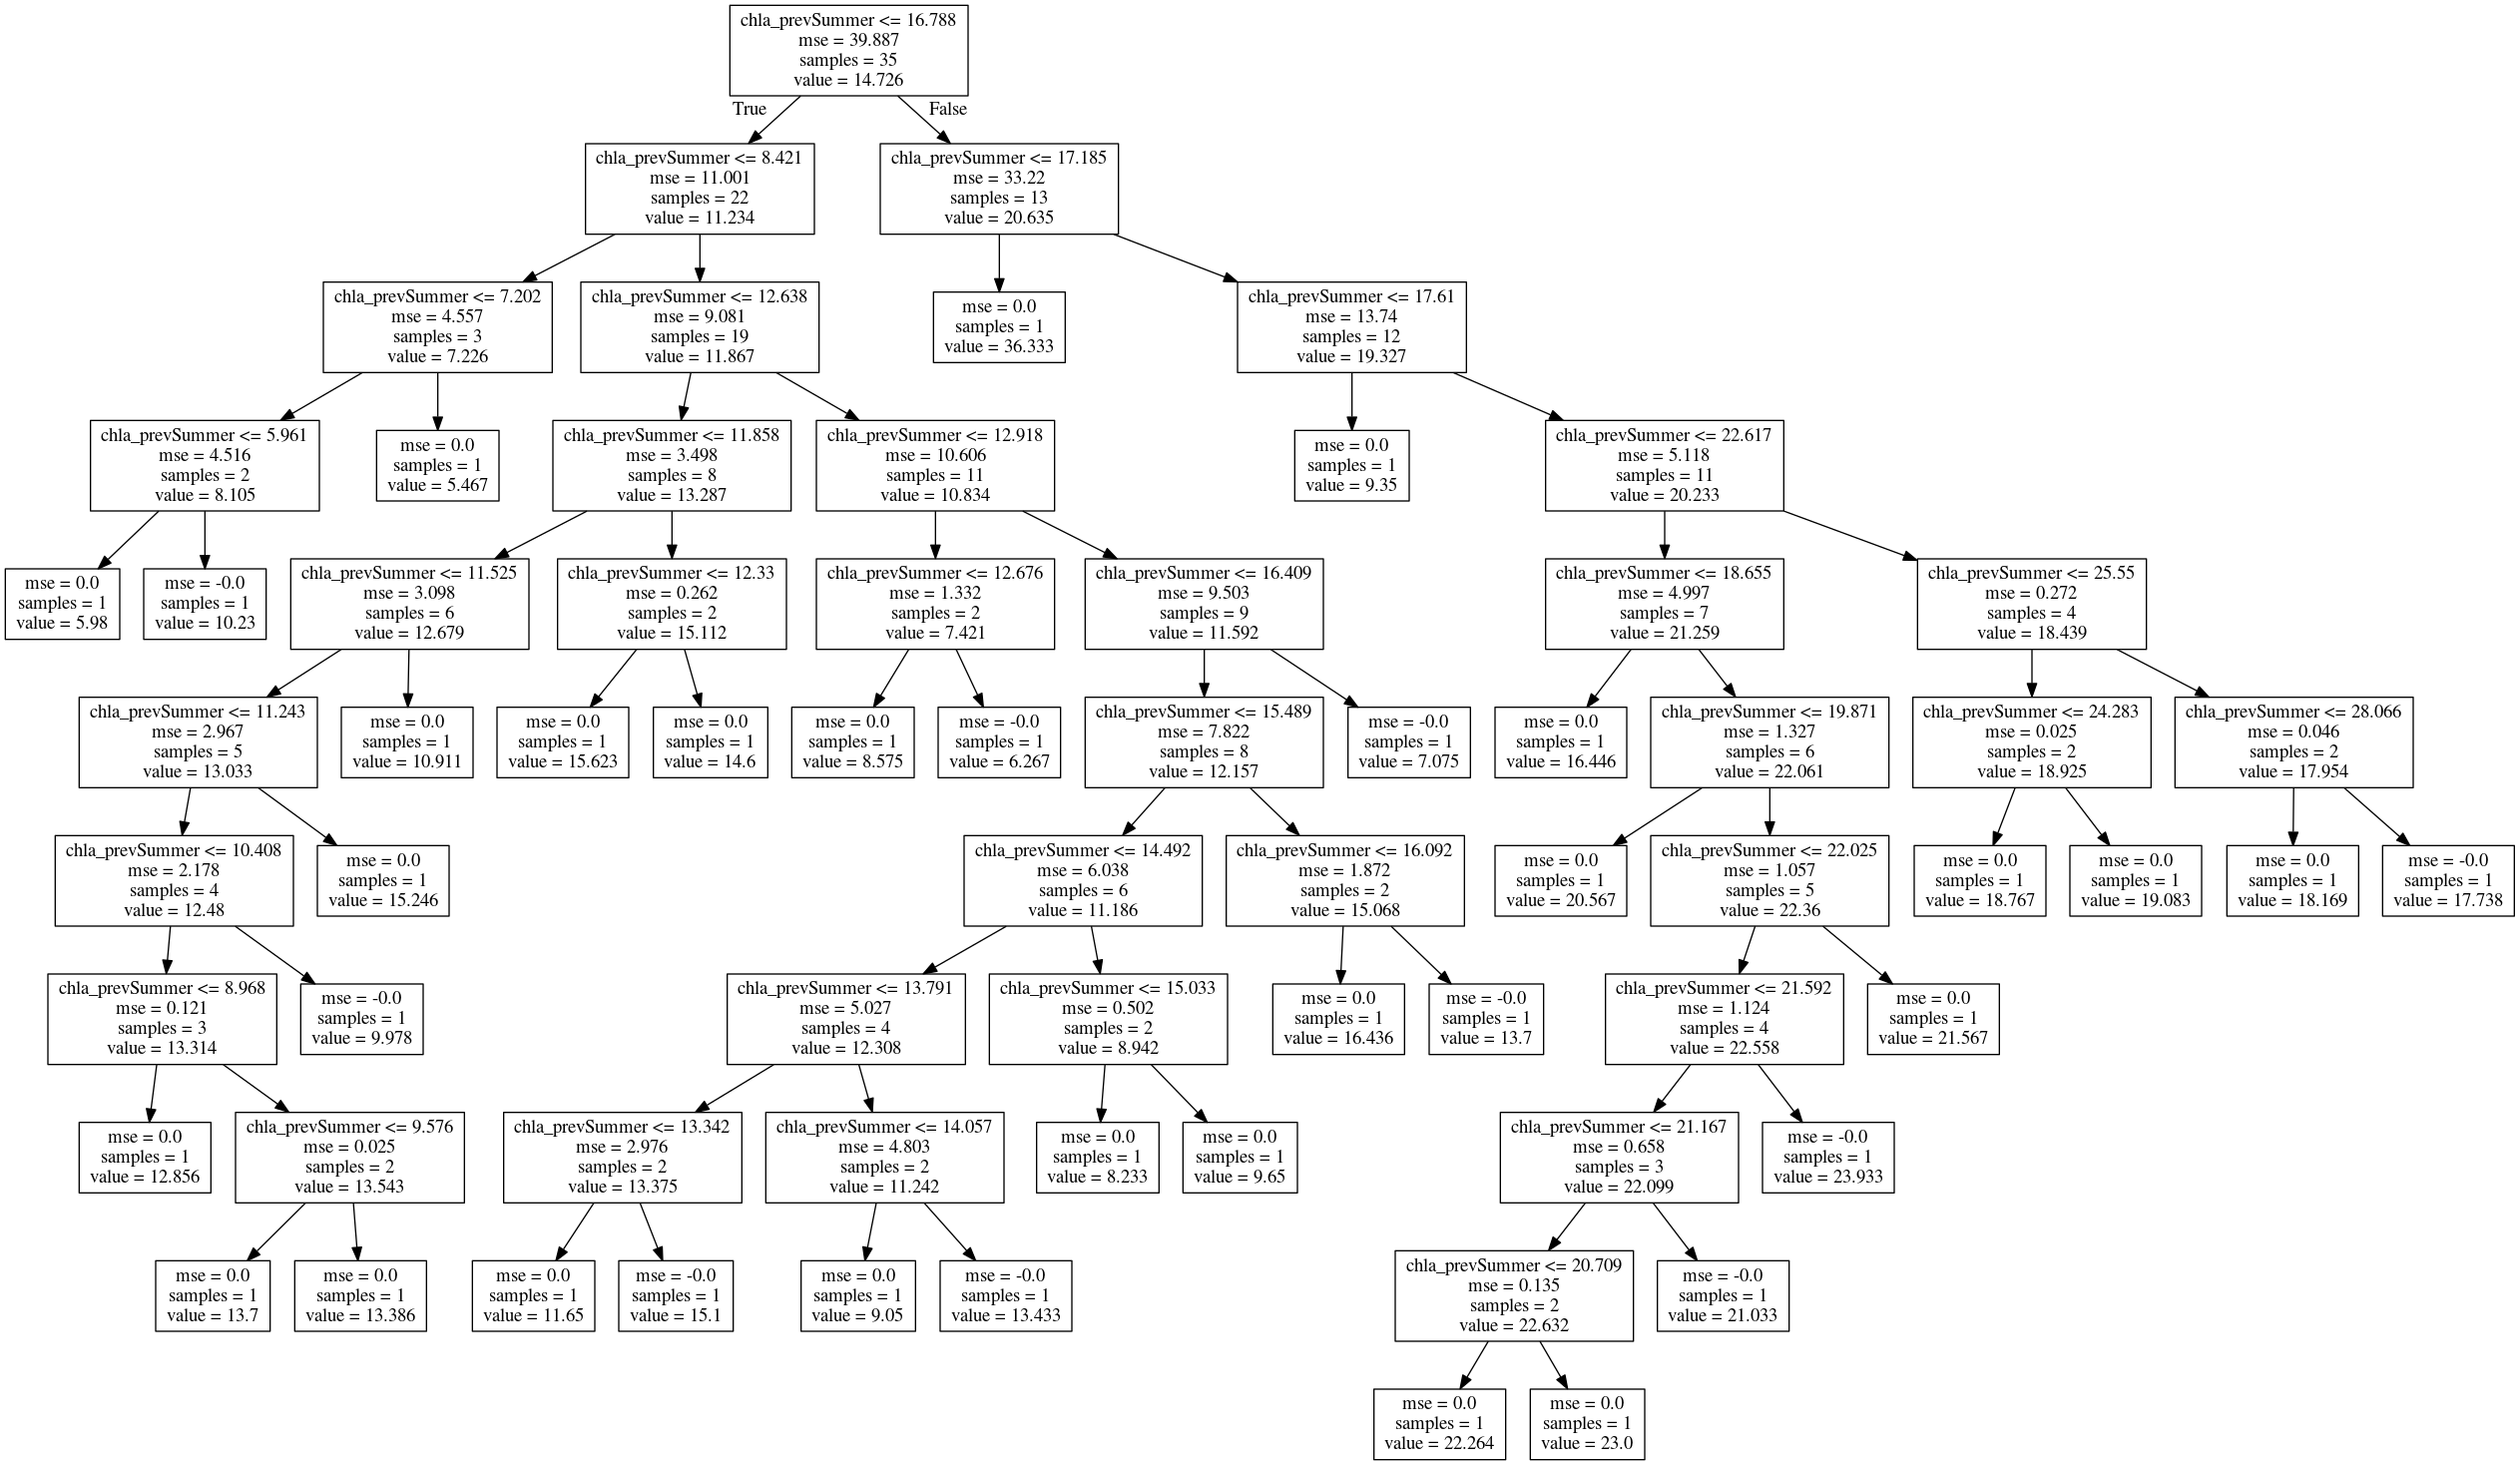 chla_prevSummer <= 16.788
mse = 39.887
samples = 35
value = 14.726
True
False
chla_prevSummer <= 8.421
mse = 11.001
samples = 22
value = 11.234
chla_prevSummer <= 17.185
mse = 33.22
samples = 13
value = 20.635
chla_prevSummer <= 7.202
mse = 4.557
samples = 3
value = 7.226
chla_prevSummer <= 12.638
mse = 9.081
samples = 19
value = 11.867
mse = 0.0
samples = 1
value = 36.333
chla_prevSummer <= 17.61
mse = 13.74
samples = 12
value = 19.327
chla_prevSummer <= 5.961
mse = 4.516
samples = 2
value = 8.105
mse = 0.0
samples = 1
value = 5.467
chla_prevSummer <= 11.858
mse = 3.498
samples = 8
value = 13.287
chla_prevSummer <= 12.918
mse = 10.606
samples = 11
value = 10.834
mse = 0.0
samples = 1
value = 9.35
chla_prevSummer <= 22.617
mse = 5.118
samples = 11
value = 20.233
mse = 0.0
samples = 1
value = 5.98
mse = -0.0
samples = 1
value = 10.23
chla_prevSummer <= 11.525
mse = 3.098
samples = 6
value = 12.679
chla_prevSummer <= 12.33
mse = 0.262
samples = 2
value = 15.112
chla_prevSummer <= 12.676
mse = 1.332
samples = 2
value = 7.421
chla_prevSummer <= 16.409
mse = 9.503
samples = 9
value = 11.592
chla_prevSummer <= 18.655
mse = 4.997
samples = 7
value = 21.259
chla_prevSummer <= 25.55
mse = 0.272
samples = 4
value = 18.439
chla_prevSummer <= 11.243
mse = 2.967
samples = 5
value = 13.033
mse = 0.0
samples = 1
value = 10.911
mse = 0.0
samples = 1
value = 15.623
mse = 0.0
samples = 1
value = 14.6
mse = 0.0
samples = 1
value = 8.575
mse = -0.0
samples = 1
value = 6.267
chla_prevSummer <= 15.489
mse = 7.822
samples = 8
value = 12.157
mse = -0.0
samples = 1
value = 7.075
mse = 0.0
samples = 1
value = 16.446
chla_prevSummer <= 19.871
mse = 1.327
samples = 6
value = 22.061
chla_prevSummer <= 24.283
mse = 0.025
samples = 2
value = 18.925
chla_prevSummer <= 28.066
mse = 0.046
samples = 2
value = 17.954
chla_prevSummer <= 10.408
mse = 2.178
samples = 4
value = 12.48
mse = 0.0
samples = 1
value = 15.246
chla_prevSummer <= 14.492
mse = 6.038
samples = 6
value = 11.186
chla_prevSummer <= 16.092
mse = 1.872
samples = 2
value = 15.068
mse = 0.0
samples = 1
value = 20.567
chla_prevSummer <= 22.025
mse = 1.057
samples = 5
value = 22.36
mse = 0.0
samples = 1
value = 18.767
mse = 0.0
samples = 1
value = 19.083
mse = 0.0
samples = 1
value = 18.169
mse = -0.0
samples = 1
value = 17.738
chla_prevSummer <= 8.968
mse = 0.121
samples = 3
value = 13.314
mse = -0.0
samples = 1
value = 9.978
chla_prevSummer <= 13.791
mse = 5.027
samples = 4
value = 12.308
chla_prevSummer <= 15.033
mse = 0.502
samples = 2
value = 8.942
mse = 0.0
samples = 1
value = 16.436
mse = -0.0
samples = 1
value = 13.7
chla_prevSummer <= 21.592
mse = 1.124
samples = 4
value = 22.558
mse = 0.0
samples = 1
value = 21.567
mse = 0.0
samples = 1
value = 12.856
chla_prevSummer <= 9.576
mse = 0.025
samples = 2
value = 13.543
chla_prevSummer <= 13.342
mse = 2.976
samples = 2
value = 13.375
chla_prevSummer <= 14.057
mse = 4.803
samples = 2
value = 11.242
mse = 0.0
samples = 1
value = 8.233
mse = 0.0
samples = 1
value = 9.65
chla_prevSummer <= 21.167
mse = 0.658
samples = 3
value = 22.099
mse = -0.0
samples = 1
value = 23.933
mse = 0.0
samples = 1
value = 13.7
mse = 0.0
samples = 1
value = 13.386
mse = 0.0
samples = 1
value = 11.65
mse = -0.0
samples = 1
value = 15.1
mse = 0.0
samples = 1
value = 9.05
mse = -0.0
samples = 1
value = 13.433
chla_prevSummer <= 20.709
mse = 0.135
samples = 2
value = 22.632
mse = -0.0
samples = 1
value = 21.033
mse = 0.0
samples = 1
value = 22.264
mse = 0.0
samples = 1
value = 23.0